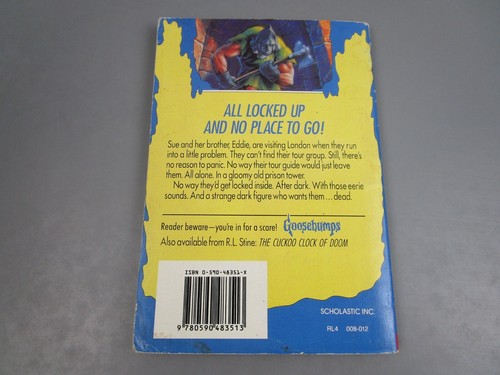 ALL LOCKED UP
AND NO PLACE TO GO!
Sue and her brother, Eddie, are visiting London when they run
into a little problem. They can't find their tour group. Still, there's
no reason to panic. No way their tour guide would just leave
them. All alone. In a gloomy old prison tower.
No way they'd get locked inside. After dark. With those eerie
sounds. And a strange dark figure who wants them...dead.
Reader beware—you're in for a scare! Goosebumps
Also available from R.L. Stine: THE CUCKOO CLOCK OF DOOM
ISBN 0-590-48351-X
9 780590 483513
SCHOLASTIC INC.
RL4 008-012